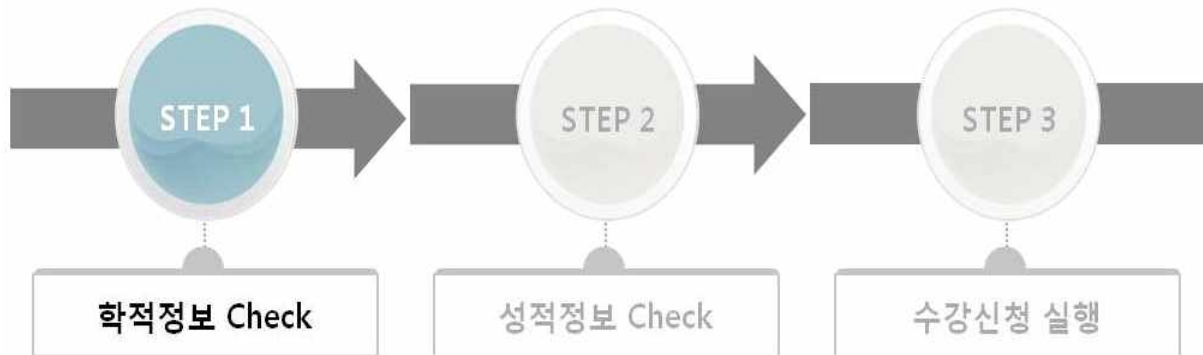 STEP 1
STEP 2
STEP 3
학적정보 Check
성적정보 Check
수강신청 실행